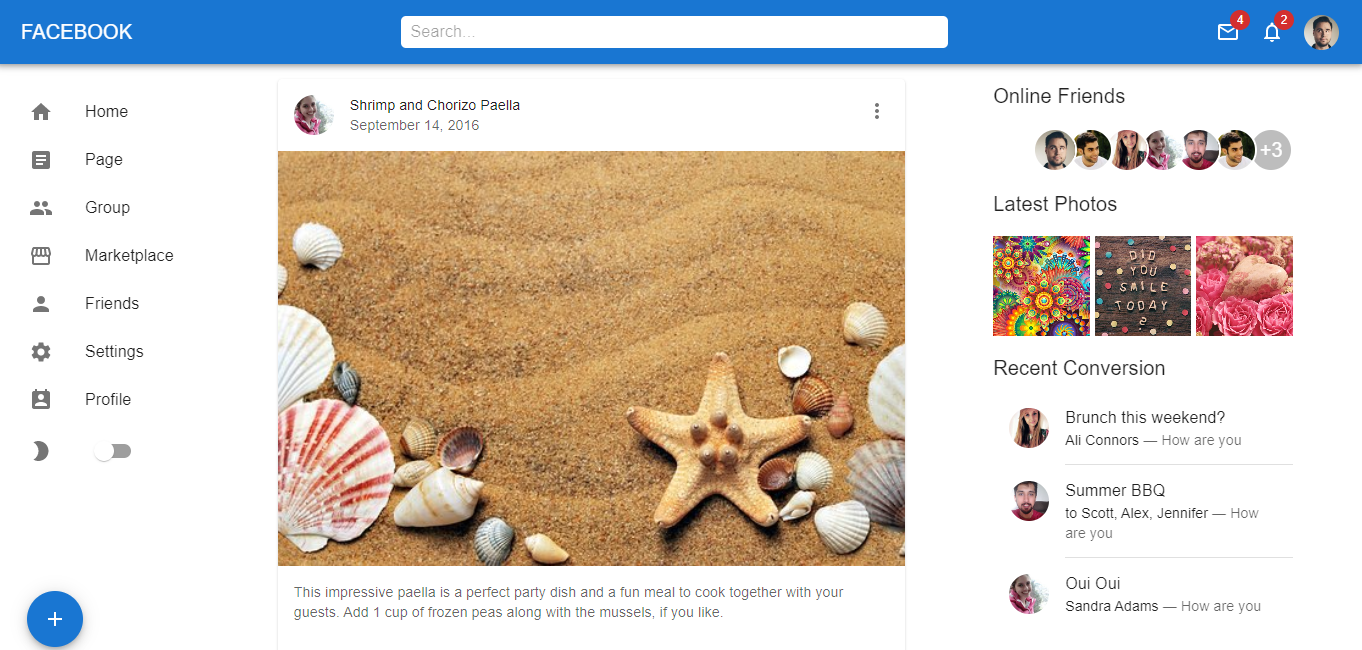 FACEBOOK
Search...
4
2
Home
Page
Group
Marketplace
Friends
Settings
Profile
Shrimp and Chorizo Paella
September 14, 2016
This impressive paella is a perfect party dish and a fun meal to cook together with your
guests. Add 1 cup of frozen peas along with the mussels, if you like.
Online Friends
+3
Latest Photos
DID
YOU
SMILE
TODAY
?
Recent Conversion
Brunch this weekend?
Ali Connors — How are you
Summer BBQ
to Scott, Alex, Jennifer — How
are you
Oui Oui
Sandra Adams — How are you